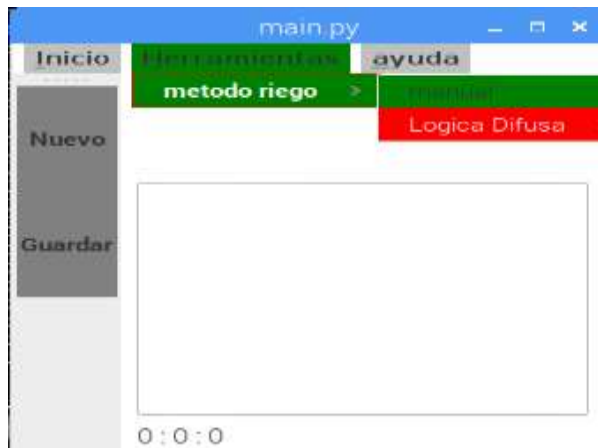 main.py
Inicio Herramientas ayuda
metodo riego >
manual
Logica Difusa
Nuevo
Guardar
0 : 0 : 0